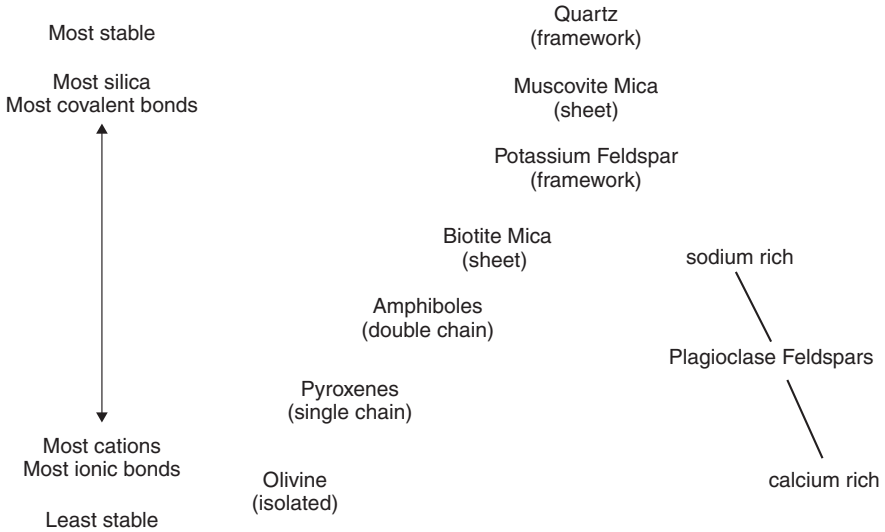 Most stable
Most silica
Most covalent bonds
Most cations
Most ionic bonds
Least stable
Quartz
(framework)
Muscovite Mica
(sheet)
Potassium Feldspar
(framework)
Biotite Mica
(sheet)
Amphiboles
(double chain)
Pyroxenes
(single chain)
Olivine
(isolated)
sodium rich
Plagioclase Feldspars
calcium rich